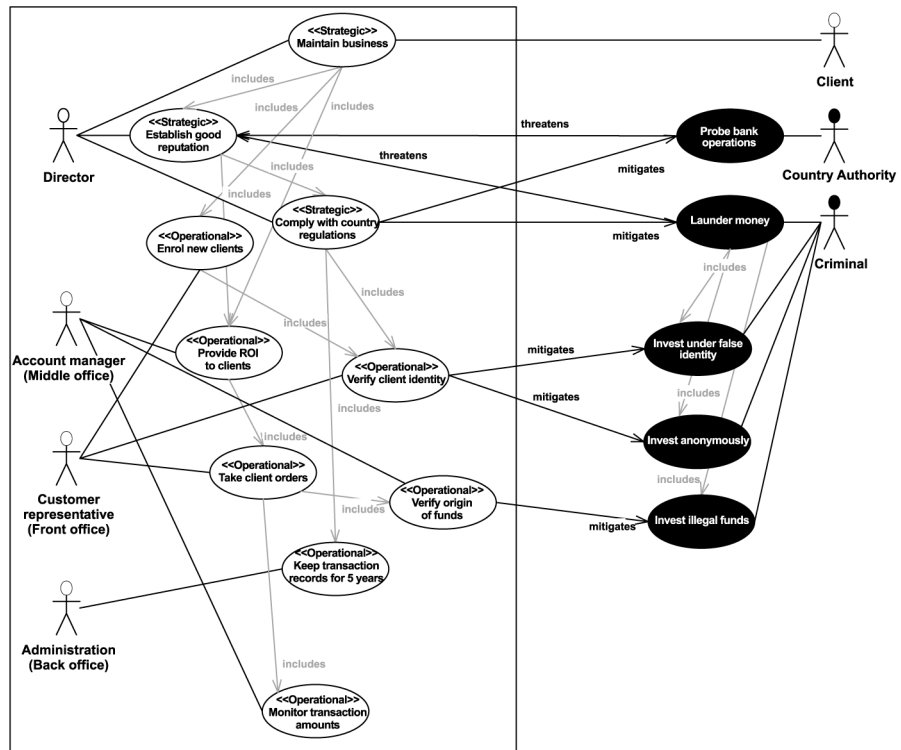 <<Strategic>>
Maintain business
Client
includes
includes
includes
<<Strategic>>
Establish good
reputation
threatens
Probe bank
operations
Director
threatens
includes
mitigates
Country Authority
includes
<<Strategic>>
Comply with country
regulations
Launder
money
mitigates
<<Operational>>
Enrol new clients
Criminal
includes
includes
includes
<<Operational>>
Provide ROI
to clients
Invest under false
identity
Account manager
(Middle office)
mitigates
<<Operational>>
Verify client identity
mitigates
includes
includes
includes
Invest anonymously
<<Operational>>
Take client orders
Customer
representative
(Front office)
includes
<<Operational>>
Verify origin
of funds
includes
mitigates
Invest illegal funds
<<Operational>>
Keep transaction
records for 5 years
Administration
(Back office)
includes
<<Operational>>
Monitor transaction
amounts